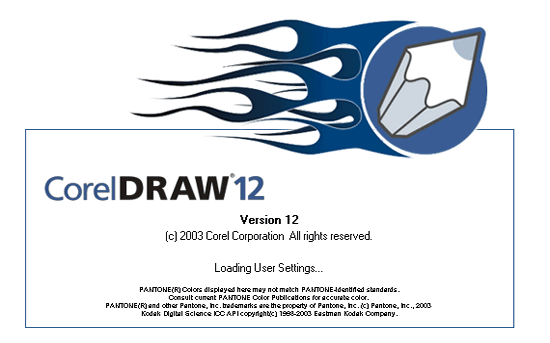 CorelDRAW® 12
Version 12
(c) 2003 Corel Corporation All rights reserved.
Loading User Settings...
PANTONE(R) Colors displayed here may not match PANTONE-identified standards.
Consult current PANTONE Color Publications for accurate color.
PANTONE(R) and other Pantone, Inc. trademarks are the property of Pantone, Inc. (c) Pantone, Inc., 2003
Kodak Digital Science ICC API copyright(c) 1998-2003 Eastman Kodak Company.